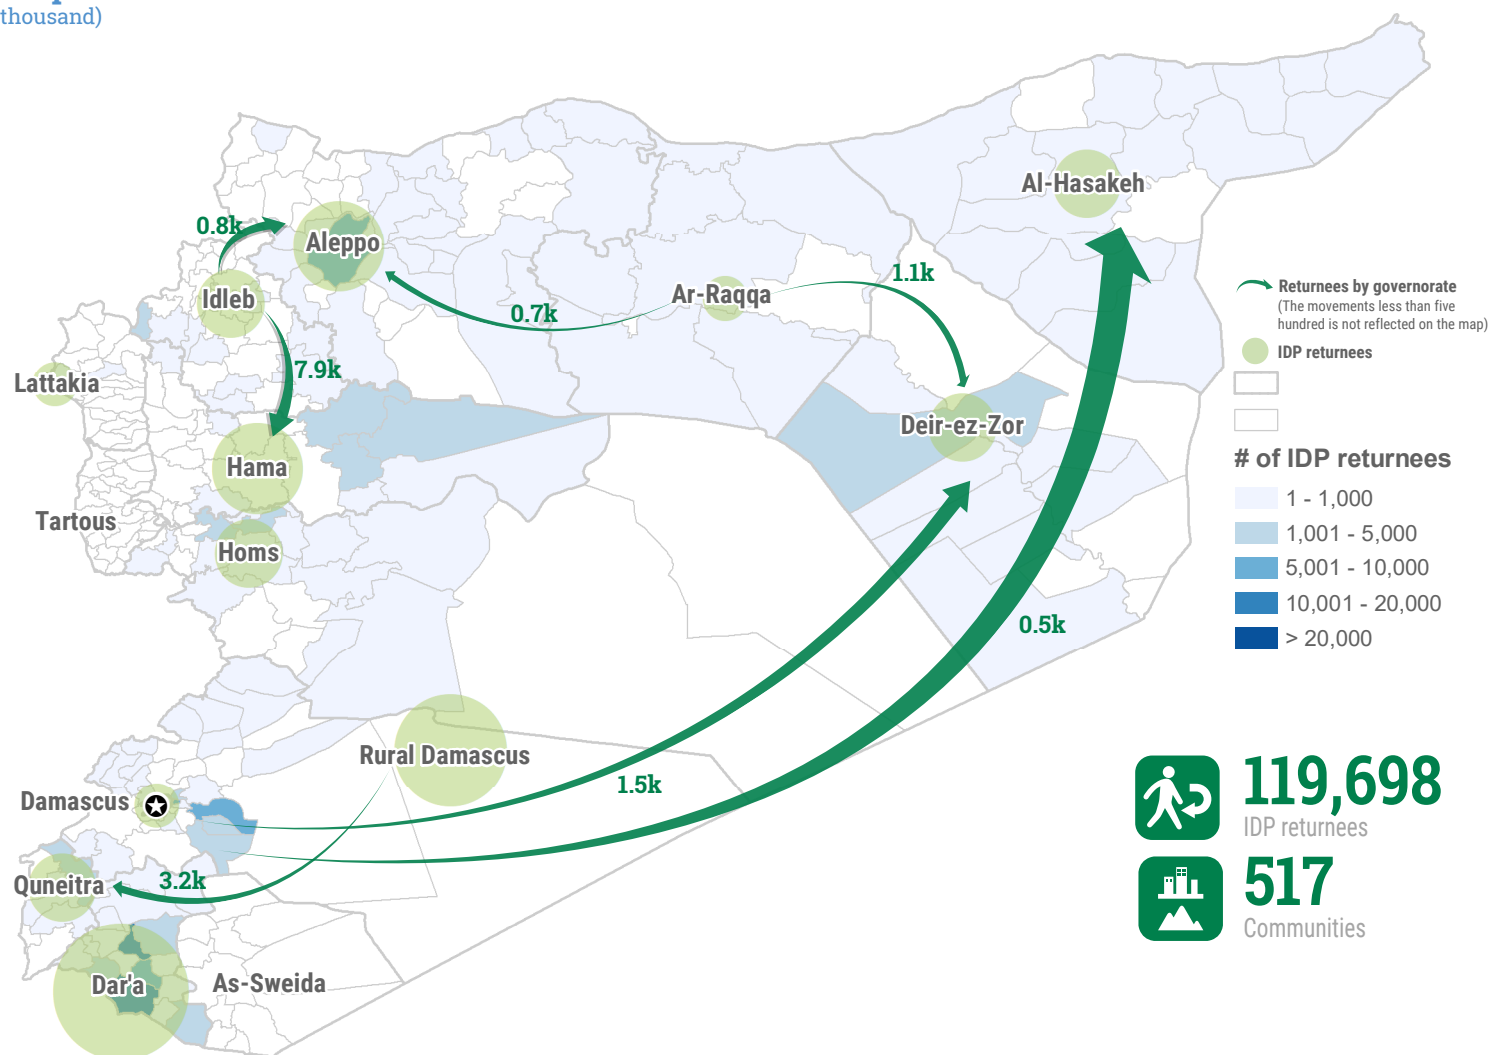 thousand)
Al-Hasakeh
0.8k
Aleppo
1.1k
Idleb
Ar-Raqqa
0.7k
Returnees by governorate
(The movements less than five
hundred is not reflected on the map)
IDP returnees
7.9k
Lattakia
Deir-ez-Zor
Hama
# of IDP returnees
1 - 1,000
1,001 - 5,000
5,001 - 10,000
10,001 - 20,000
> 20,000
Tartous
Homs
0.5k
Rural Damascus
1.5k
Damascus
119,698
IDP returnees
517
Communities
Quneitra
3.2k
Dar'a
As-Sweida